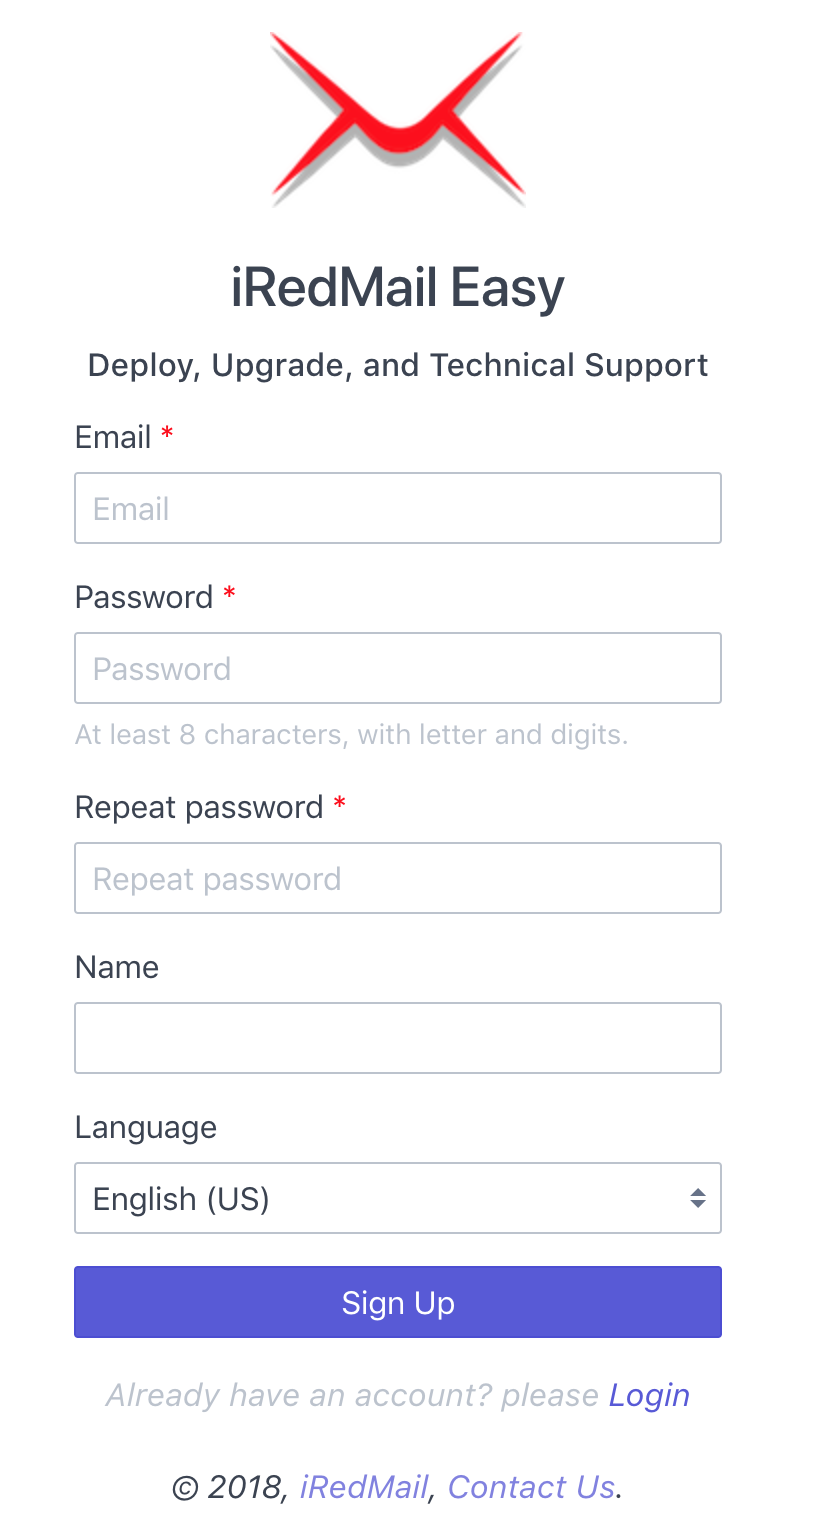 iRedMail Easy
Deploy, Upgrade, and Technical Support
Email *
Email
Password *
Password
At least 8 characters, with letter and digits.
Repeat password *
Repeat password
Name
Language
English (US)
Sign Up
Already have an account? please Login
© 2018, iRedMail, Contact Us.